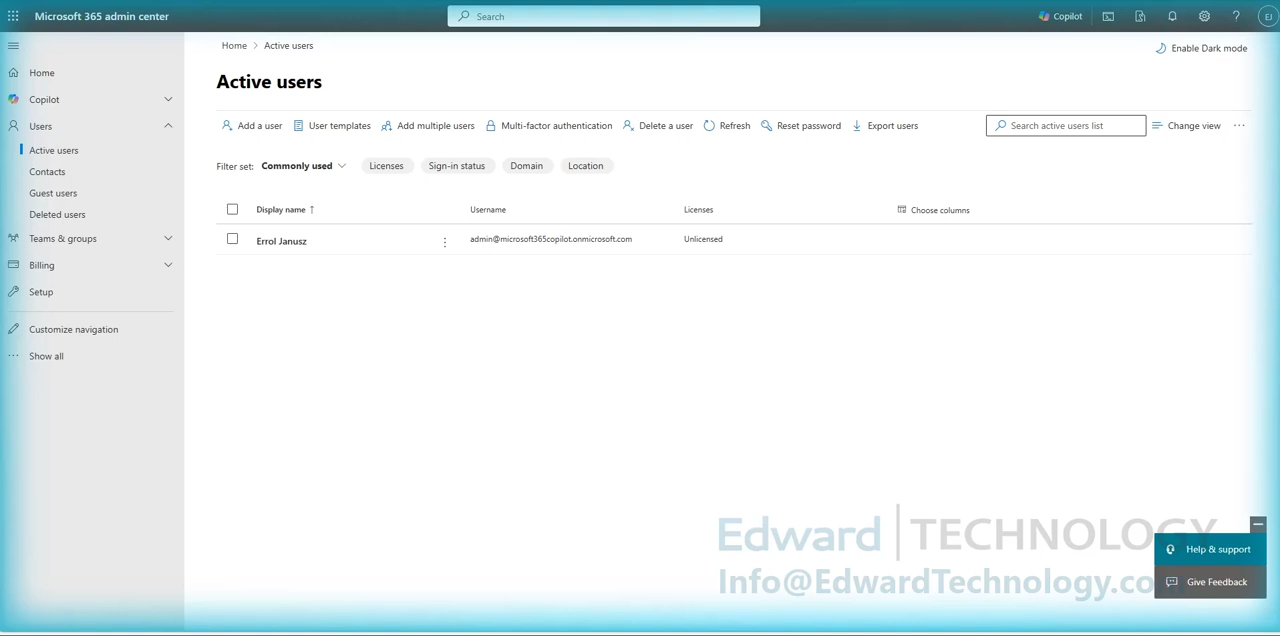 Microsoft 365 admin center
Search
Copilot
EJ
Home
Copilot
Users
Active users
Contacts
Guest users
Deleted users
Teams & groups
Billing
Setup
Customize navigation
Show all
Home > Active users
Enable Dark mode
Active users
Add a user
User templates
Add multiple users
Multi-factor authentication
Delete a user
Refresh
Reset password
Export users
Search active users list
Change view
Filter set: Commonly used
Licenses
Sign-in status
Domain
Location
Display name ↑
Username
Licenses
Choose columns
Errol Janusz
admin@microsoft365copilot.onmicrosoft.com
Unlicensed
Edward | TECHNOLOGY
Info@EdwardTechnology.co
Help & support
Give Feedback